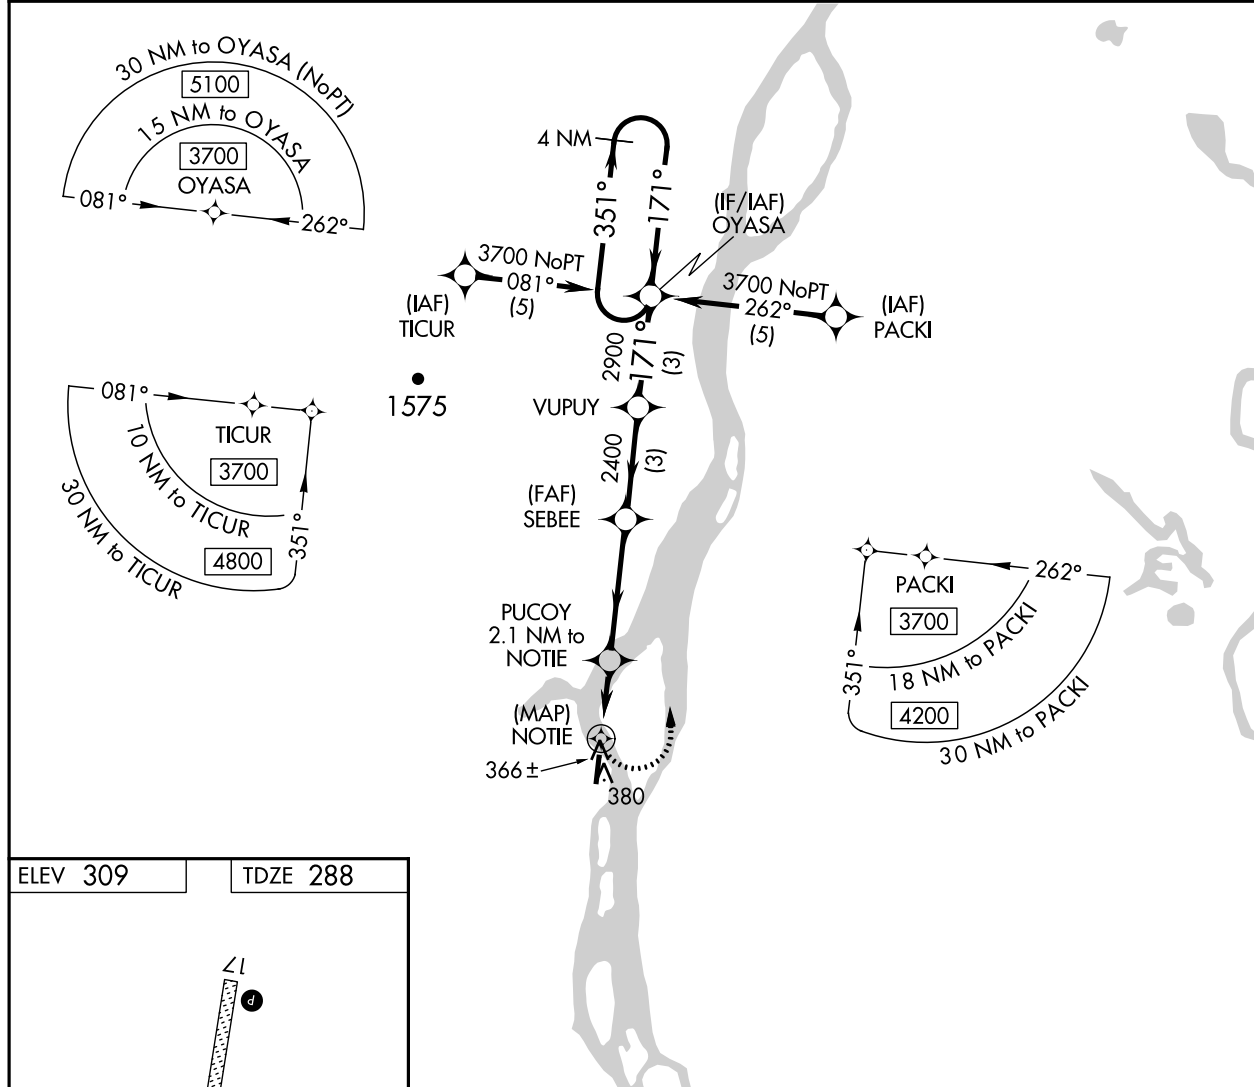 30 NM to OYASA (NoPT)
5100
15 NM to OYASA
3700
OYASA
081°
262°
4 NM
351°
171°
(IF/IAF)
OYASA
3700 NoPT
081°
(5)
(IAF)
TICUR
3700 NoPT
262°
(5)
(IAF)
PACKI
2900
171°
(3)
1575
VUPUY
2400
(3)
(FAF)
SEBEE
081°
TICUR
3700
10 NM to TICUR
4800
30 NM to TICUR
351°
262°
PACKI
3700
18 NM to PACKI
4200
30 NM to PACKI
351°
PUCOY
2.1 NM to
NOTIE
(MAP)
NOTIE
366 ±
380
ELEV 309
TDZE 288
17
P